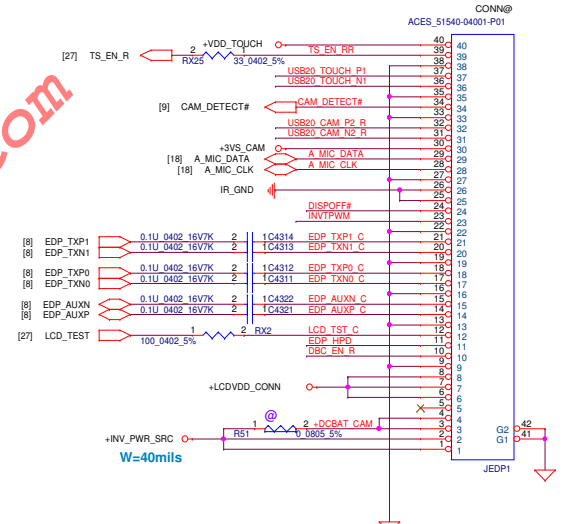 CONN@
ACES_51540-04001-P01
+VDD_TOUCH 40 40
[27] TS_EN_R 2 1 TS_EN_RR 39 39
RX25 33_0402_5% 38 38
USB20_TOUCH_P1 37 37
USB20_TOUCH_N1 36 36
35 35
[9] CAM_DETECT# CAM_DETECT# 34 34
33 33
USB20_CAM_P2_R 32 32
USB20_CAM_N2_R 31 31
+3VS_CAM 30 30
[18] A_MIC_DATA A_MIC_DATA 29 29
[18] A_MIC_CLK A_MIC_CLK 28 28
27 27
IR_GND 26 26
25 25
DISPOFF# 24 24
INVTPWM 23 23
22 22
[8] EDP_TXP1 0.1U_0402_16V7K 2 1 C4314 EDP_TXP1_C 21 21
[8] EDP_TXN1 0.1U_0402_16V7K 2 1 C4313 EDP_TXN1_C 20 20
19 19
[8] EDP_TXP0 0.1U_0402_16V7K 2 1 C4312 EDP_TXP0_C 18 18
[8] EDP_TXN0 0.1U_0402_16V7K 2 1 C4311 EDP_TXN0_C 17 17
16 16
[8] EDP_AUXN 0.1U_0402_16V7K 2 1 C4322 EDP_AUXN_C 15 15
[8] EDP_AUXP 0.1U_0402_16V7K 2 1 C4321 EDP_AUXP_C 14 14
13 13
[27] LCD_TEST 1 2 RX2 LCD_TST_C 12 12
100_0402_5% EDP_HPD 11 11
DBC_EN_R 10 10
9 9
8 8
+LCDVDD_CONN 7 7
6 6
5 5
@ 4 4
1 2 +DCBAT_CAM 3 3 G2 42
+INV_PWR_SRC R51 0_0805_5% 2 2 G1 41
W=40mils 1 1
JEDP1
om